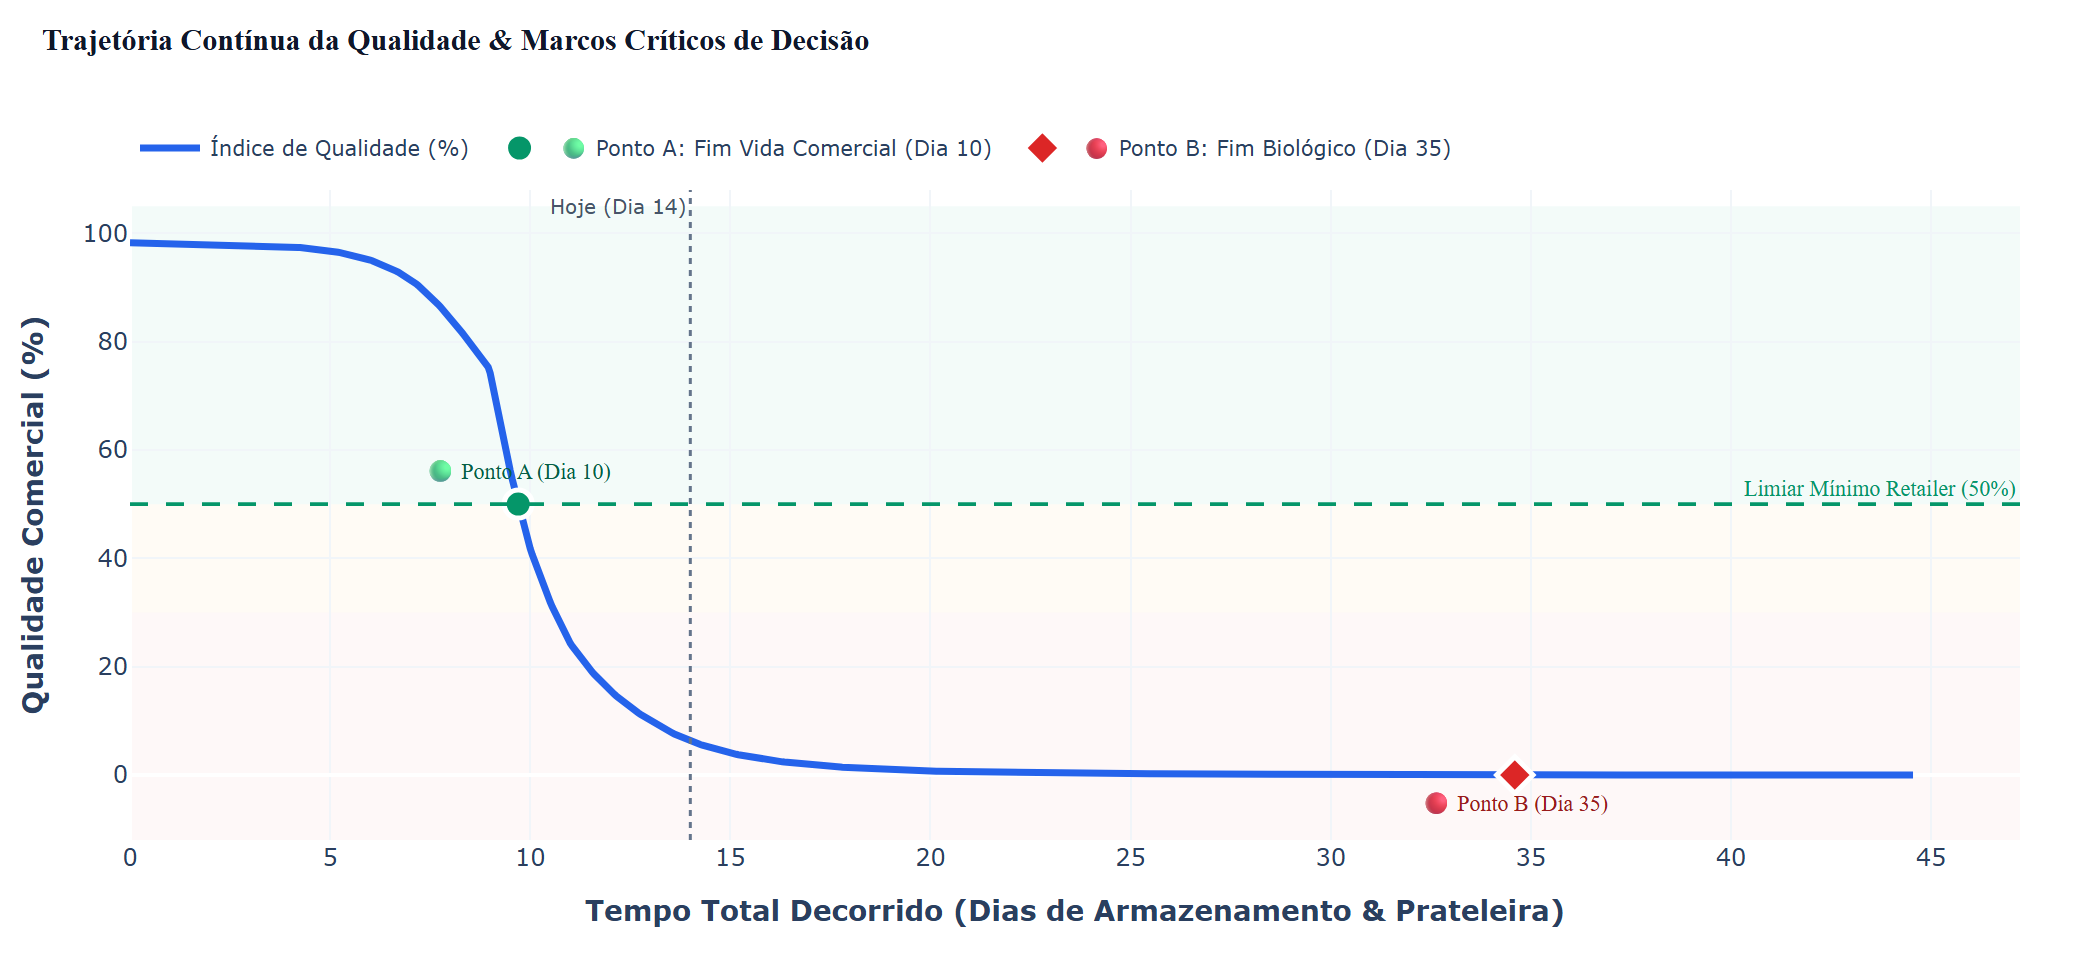 Trajetória Contínua da Qualidade & Marcos Críticos de Decisão
Índice de Qualidade (%)
Ponto A: Fim Vida Comercial (Dia 10)
Ponto B: Fim Biológico (Dia 35)
Hoje (Dia 14)
100
80
60
40
20
0
Qualidade Comercial (%)
Ponto A (Dia 10)
Limiar Mínimo Retailer (50%)
Ponto B (Dia 35)
0 5 10 15 20 25 30 35 40 45
Tempo Total Decorrido (Dias de Armazenamento & Prateleira)